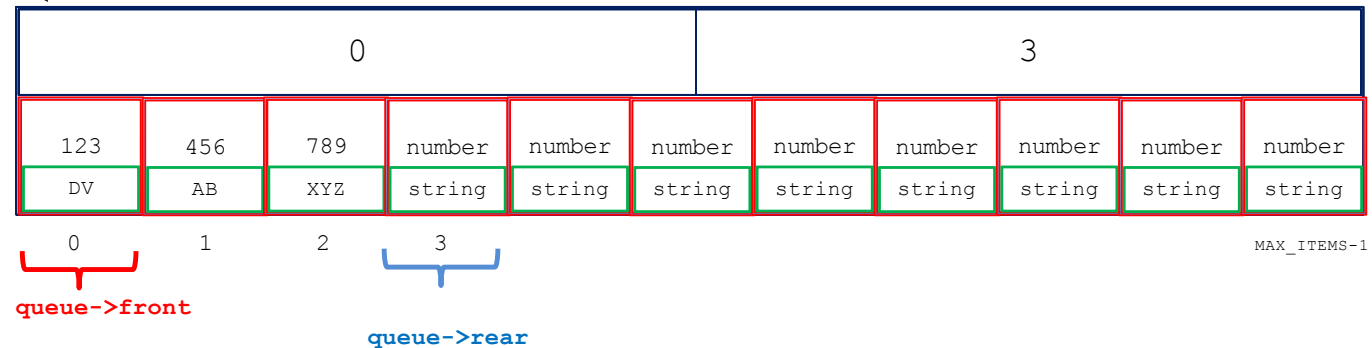 0 3
123 456 789 number number number number number number number number
DV AB XYZ string string string string string string string string
0 1 2 3 MAX_ITEMS-1
queue->front
queue->rear